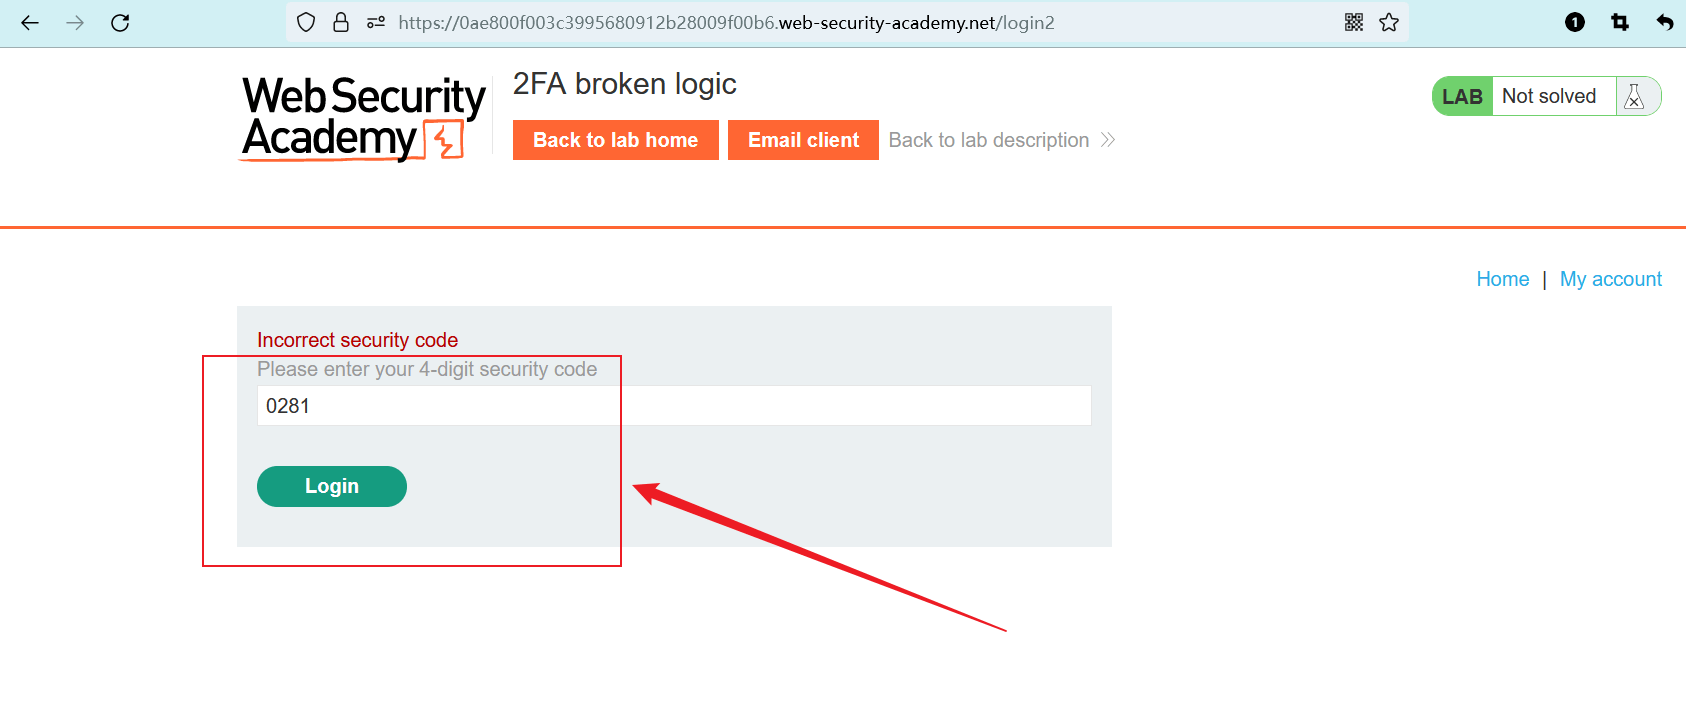 https://0ae800f003c3995680912b28009f00b6.web-security-academy.net/login2
1
Web Security
Academy
2FA broken logic
Back to lab home
Email client
Back to lab description
LAB
Not solved
Home | My account
Incorrect security code
Please enter your 4-digit security code
0281
Login